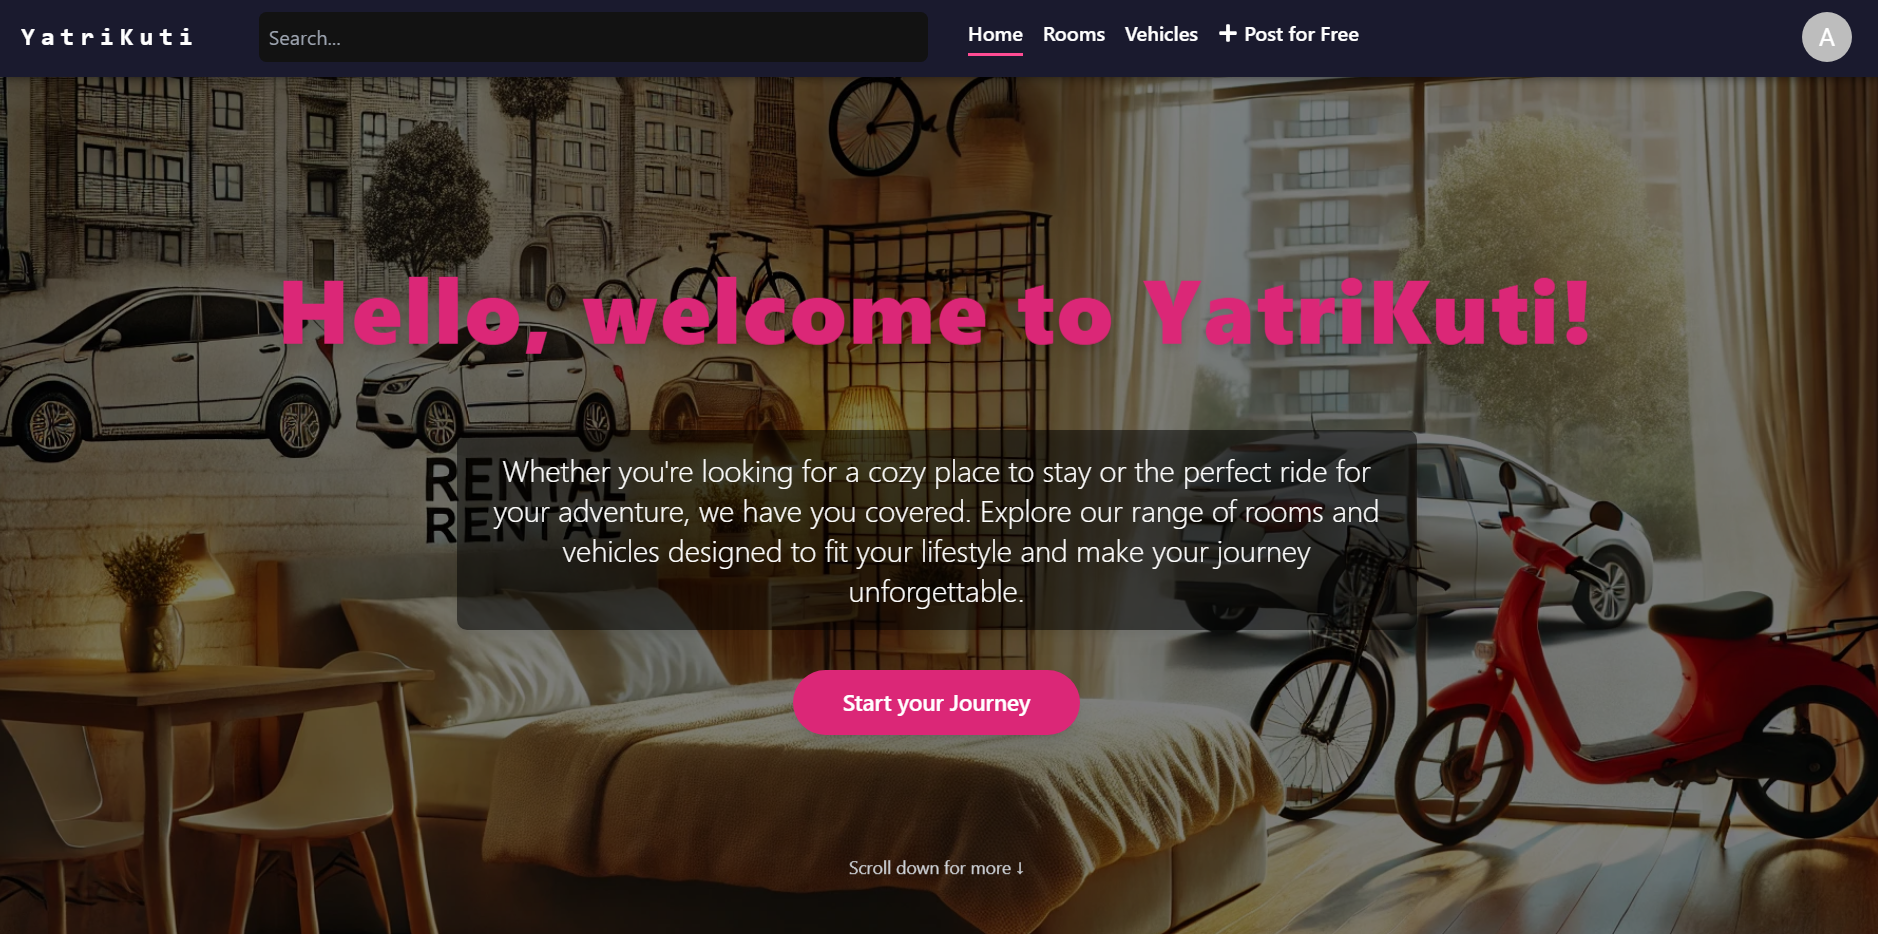 YatriKuti
Search...
Home
Rooms
Vehicles
Post for Free
A
Hello, welcome to YatriKuti!
RENTAL
RENTAL
Whether you're looking for a cozy place to stay or the perfect ride for
your adventure, we have you covered. Explore our range of rooms and
vehicles designed to fit your lifestyle and make your journey
unforgettable.
Start your Journey
Scroll down for more ↓